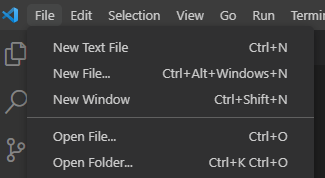 File Edit Selection View Go Run
New Text File Ctrl+N
New File... Ctrl+Alt+Windows+N
New Window Ctrl+Shift+N
Open File... Ctrl+O
Open Folder... Ctrl+K Ctrl+O